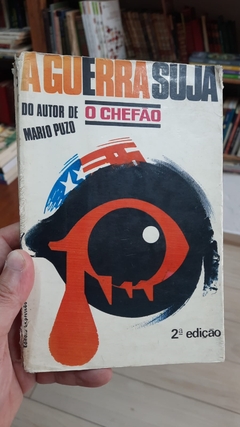 A GUERRA SUJA
DO AUTOR DE O CHEFÃO
MARIO PUZO
2ª edição